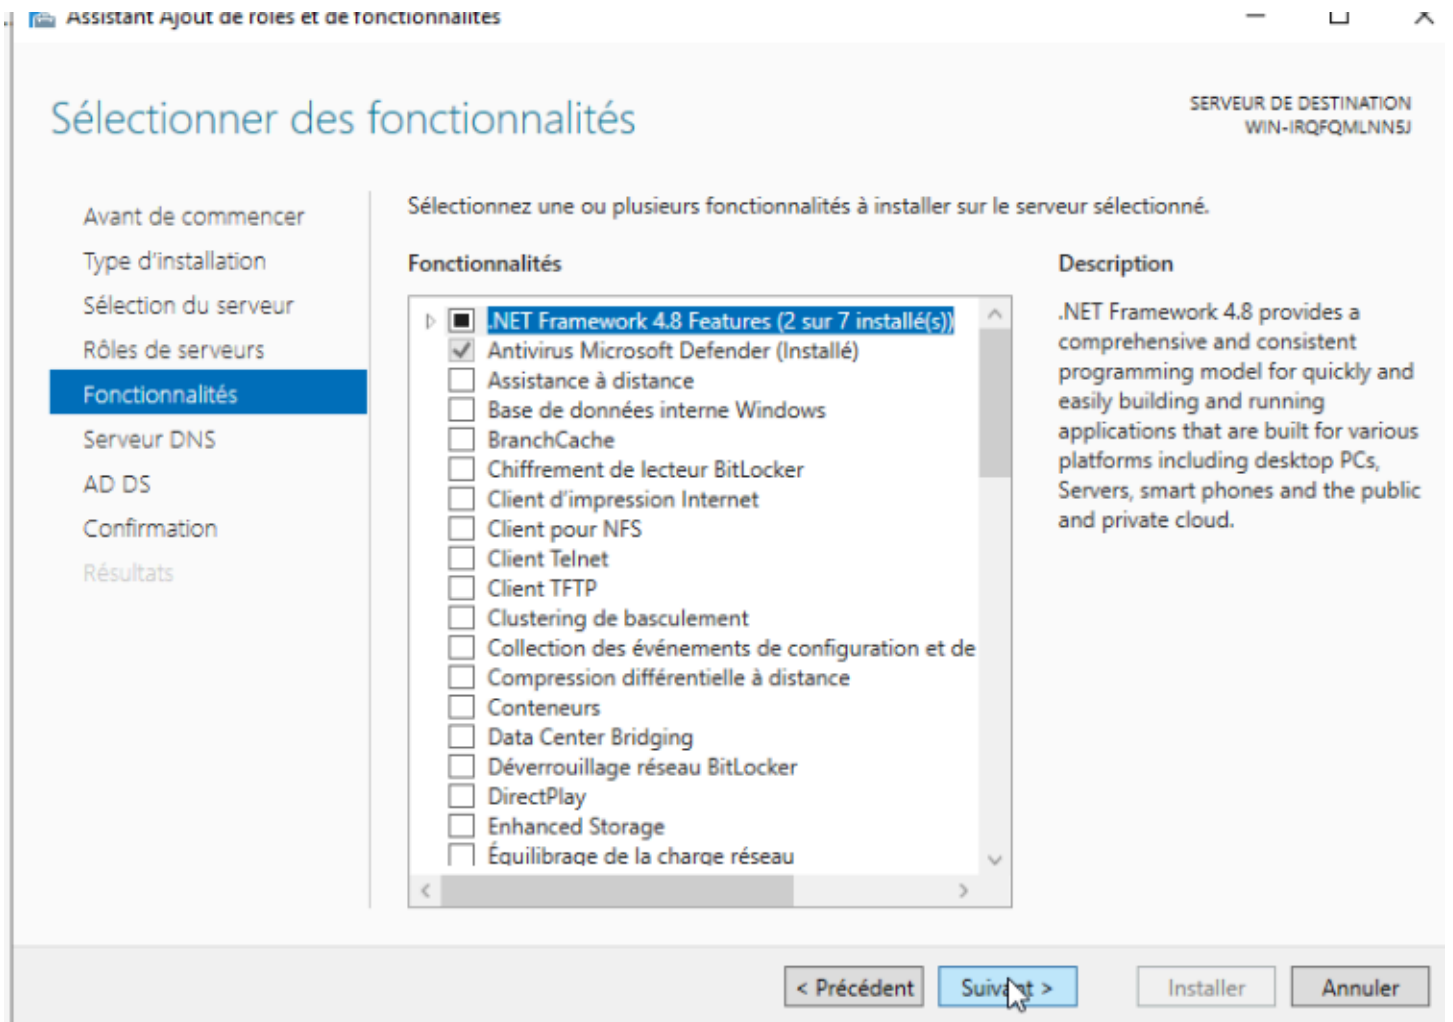 Assistant Ajout de rôles et de fonctionnalités
Sélectionner des fonctionnalités
SERVEUR DE DESTINATION
WIN-IRQFQMLNN5J
Avant de commencer
Type d'installation
Sélection du serveur
Rôles de serveurs
Fonctionnalités
Serveur DNS
AD DS
Confirmation
Résultats
Sélectionnez une ou plusieurs fonctionnalités à installer sur le serveur sélectionné.
Fonctionnalités
.NET Framework 4.8 Features (2 sur 7 installé(s))
Antivirus Microsoft Defender (Installé)
Assistance à distance
Base de données interne Windows
BranchCache
Chiffrement de lecteur BitLocker
Client d'impression Internet
Client pour NFS
Client Telnet
Client TFTP
Clustering de basculement
Collection des événements de configuration et de
Compression différentielle à distance
Conteneurs
Data Center Bridging
Déverrouillage réseau BitLocker
DirectPlay
Enhanced Storage
Équilibrage de la charge réseau
Description
.NET Framework 4.8 provides a
comprehensive and consistent
programming model for quickly and
easily building and running
applications that are built for various
platforms including desktop PCs,
Servers, smart phones and the public
and private cloud.
< Précédent
Suivant >
Installer
Annuler